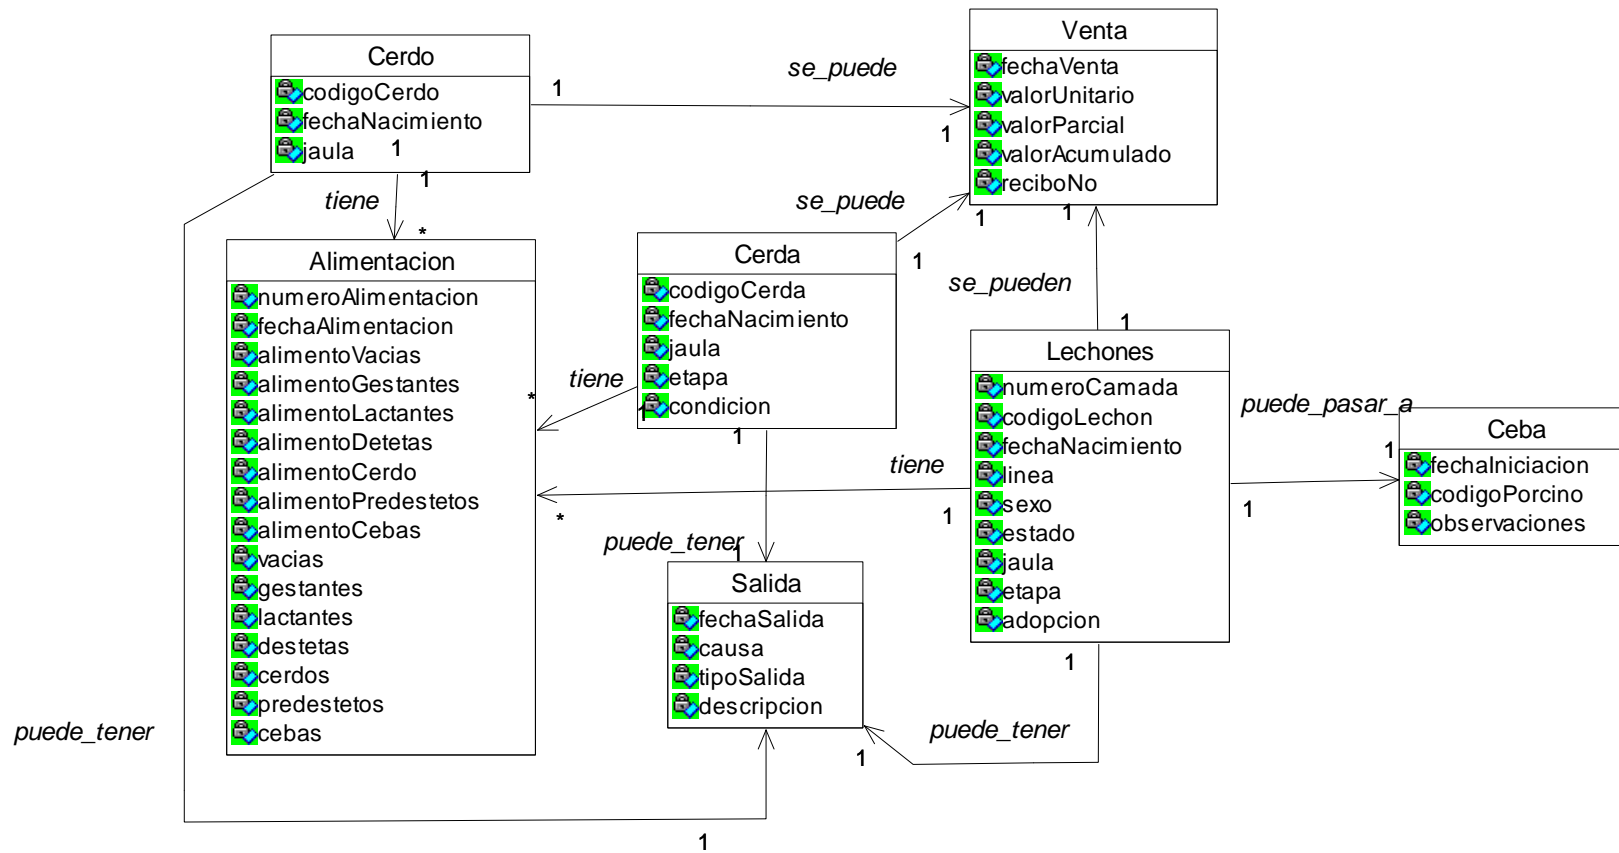 Cerdo
codigoCerdo
fechaNacimiento
jaula
1
se_puede
1
Venta
fechaVenta
valorUnitario
valorParcial
valorAcumulado
reciboNo
1
1
tiene
*
se_puede
1
1
1
Alimentacion
numeroAlimentacion
fechaAlimentacion
alimentoVacias
alimentoGestantes
alimentoLactantes
alimentoDetetas
alimentoCerdo
alimentoPredestetos
alimentoCebas
vacias
gestantes
lactantes
destetas
cerdos
predestetos
cebas
Cerda
codigoCerda
fechaNacimiento
jaula
etapa
condicion
tiene
*
1
1
se_pueden
1
Lechones
numeroCamada
codigoLechon
fechaNacimiento
linea
sexo
estado
jaula
etapa
adopcion
puede_pasar_a
1
1
Ceba
fechaIniciacion
codigoPorcino
observaciones
tiene
*
1
puede_tener
1
Salida
fechaSalida
causa
tipoSalida
descripcion
1
puede_tener
1
puede_tener
1